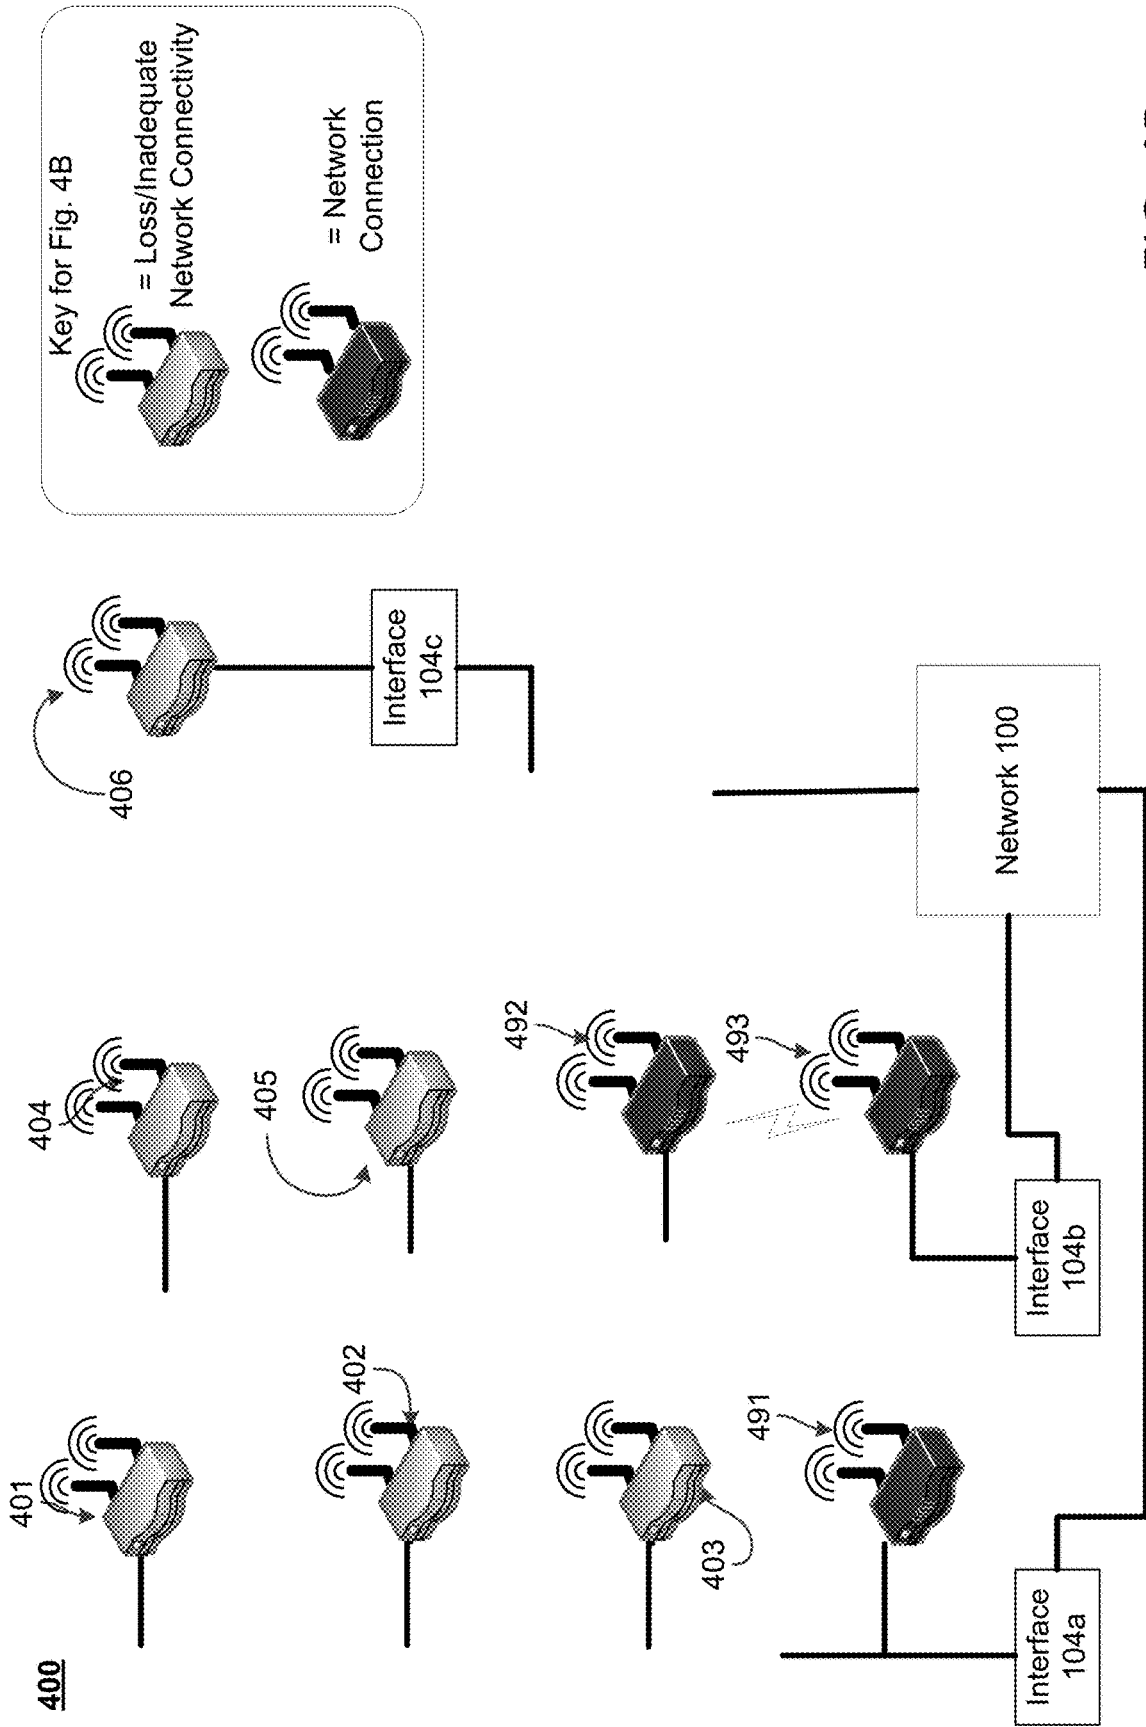 400
401
402
403
491
404
405
492
493
406
Interface
104a
Interface
104b
Interface
104c
Network 100
Key for Fig. 4B
= Loss/Inadequate
Network Connectivity
= Network
Connection